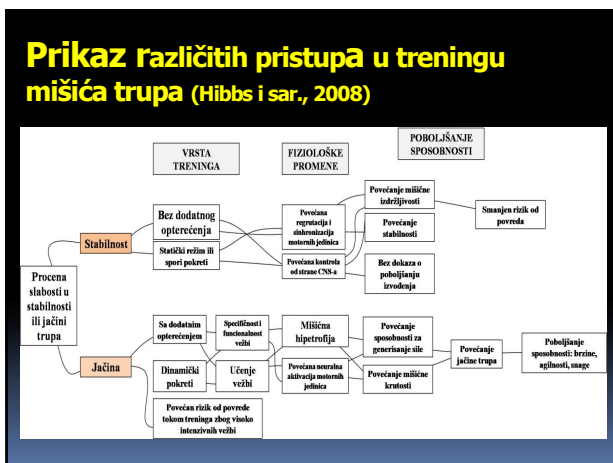 Prikaz različitih pristupa u treningu
mišića trupa (Hibbs i sar., 2008)
POBOLJŠANJE
SPOSOBNOSTI
VRSTA
TRENINGA
FIZIOLOŠKE
PROMENE
Bez dodatnog
opterećenja
Povećana
regrutacija i
sinhronizacija
motornih jedinica
Povećanje mišićne
izdržljivosti
Smanjen rizik od
povreda
Stabilnost
Povećanje
stabilnosti
Statički režim ili
spori pokreti
Povećana kontrola
od strane CNS-a
Bez dokaza o
poboljšanju
izvođenja
Procena
slabosti u
stabilnosti
ili jačini
trupa
Sa dodatnim
opterećenjem
Specifičnost i
funkcionalnost
vežbi
Mišićna
hipetrofija
Povećanje
sposobnosti za
generisanje sile
Povećanje
jačine trupa
Poboljšanje
sposobnosti: brzine,
agilnosti, snage
Jačina
Dinamički
pokreti
Učenje
vežbi
Povećana neuralna
aktivacija motornih
jedinica
Povećanje mišićne
krutosti
Povećan rizik od povrede
tokom treninga zbog visoko
intenzivnih vežbi